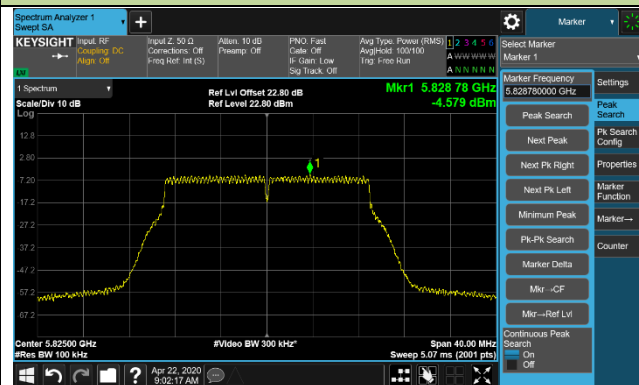 Spectrum Analyzer 1
Swept SA
Marker
KEYSIGHT
Input: RF
Coupling: DC
Align: Off
Input Z: 50 Ω
Corrections: Off
Freq Ref: Int (S)
Atten: 10 dB
Preamp: Off
PNO: Fast
Gate: Off
IF Gain: Low
Sig Track: Off
Avg Type: Power (RMS)
Avg|Hold: 100/100
Trig: Free Run
1 2 3 4 5 6
A W W W W W
A N N N N N
LXI
Select Marker
Marker 1
1 Spectrum
Scale/Div 10 dB
Log
Ref Lvl Offset 22.80 dB
Ref Level 22.80 dBm
Mkr1 5.828 78 GHz
-4.579 dBm
12.8
2.80
-7.20
-17.2
-27.2
-37.2
-47.2
-57.2
-67.2
1
Center 5.82500 GHz
#Res BW 100 kHz
#Video BW 300 kHz*
Span 40.00 MHz
Sweep 5.07 ms (2001 pts)
Marker Frequency
5.828780000 GHz
Peak Search
Next Peak
Next Pk Right
Next Pk Left
Minimum Peak
Pk-Pk Search
Marker Delta
Mkr→CF
Mkr→Ref Lvl
Continuous Peak
Search
On
Off
Settings
Peak
Search
Pk Search
Config
Properties
Marker
Function
Marker→
Counter
?
Apr 22, 2020
9:02:17 AM